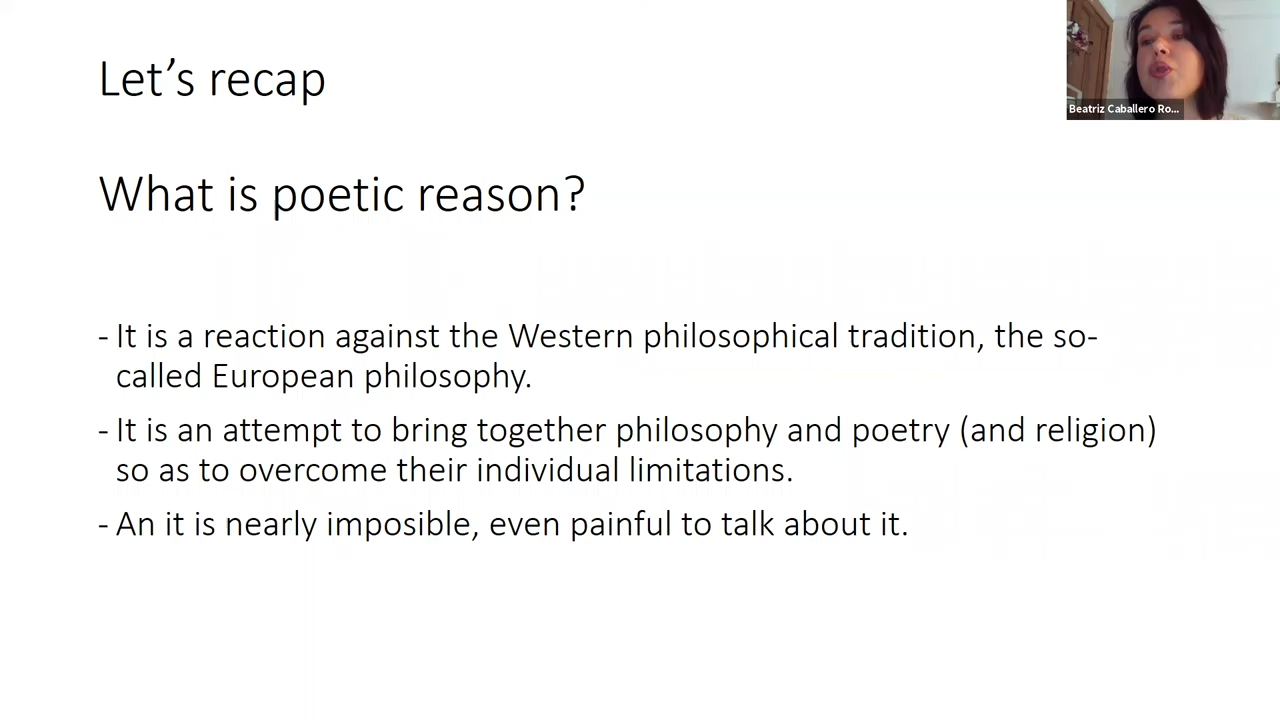 Let’s recap
Beatriz Caballero Ro...
What is poetic reason?
- It is a reaction against the Western philosophical tradition, the so-
called European philosophy.
- It is an attempt to bring together philosophy and poetry (and religion)
so as to overcome their individual limitations.
- An it is nearly imposible, even painful to talk about it.